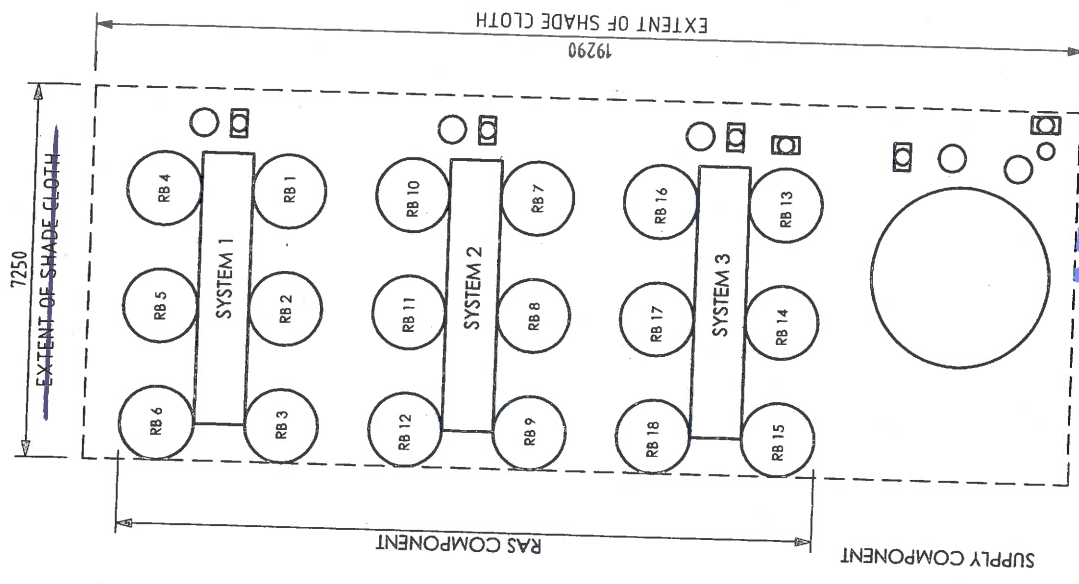 EXTENT OF SHADE CLOTH
19290
7250
EXTENT OF SHADE CLOTH
RB 4
RB 1
RB 5
SYSTEM 1
RB 2
RB 6
RB 3
RB 10
RB 7
RB 11
SYSTEM 2
RB 8
RB 12
RB 9
RB 16
RB 13
RB 17
SYSTEM 3
RB 14
RB 18
RB 15
RAS COMPONENT
SUPPLY COMPONENT